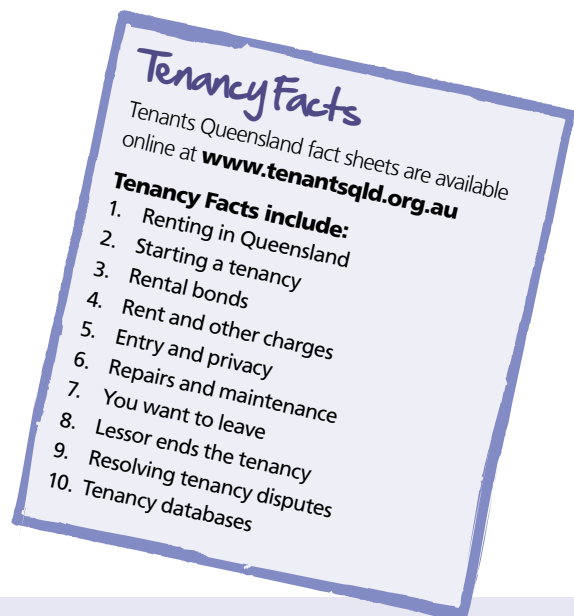 Tenancy Facts
Tenants Queensland fact sheets are available
online at www.tenantsqld.org.au
Tenancy Facts include:
1. Renting in Queensland
2. Starting a tenancy
3. Rental bonds
4. Rent and other charges
5. Entry and privacy
6. Repairs and maintenance
7. You want to leave
8. Lessor ends the tenancy
9. Resolving tenancy disputes
10. Tenancy databases